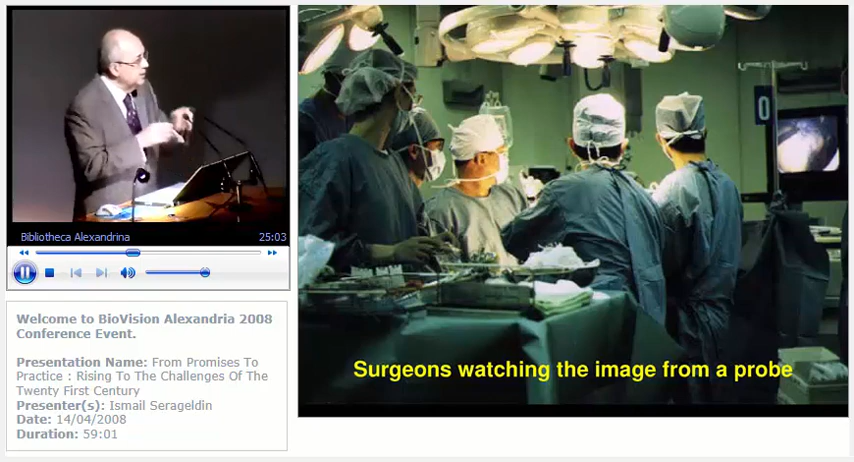 Bibliotheca Alexandrina 25:03
Welcome to BioVision Alexandria 2008
Conference Event.
Presentation Name: From Promises To
Practice : Rising To The Challenges Of The
Twenty First Century
Presenter(s): Ismail Serageldin
Date: 14/04/2008
Duration: 59:01
0
Surgeons watching the image from a probe